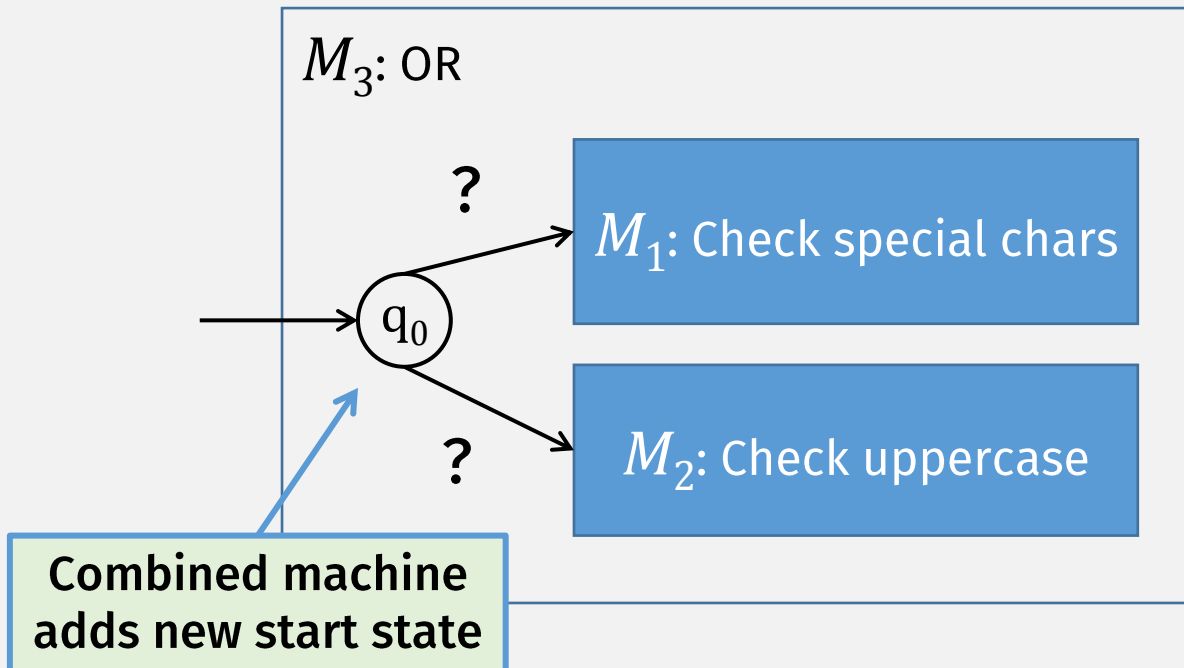 M₃: OR
?
M₁: Check special chars
q₀
?
M₂: Check uppercase
Combined machine
adds new start state